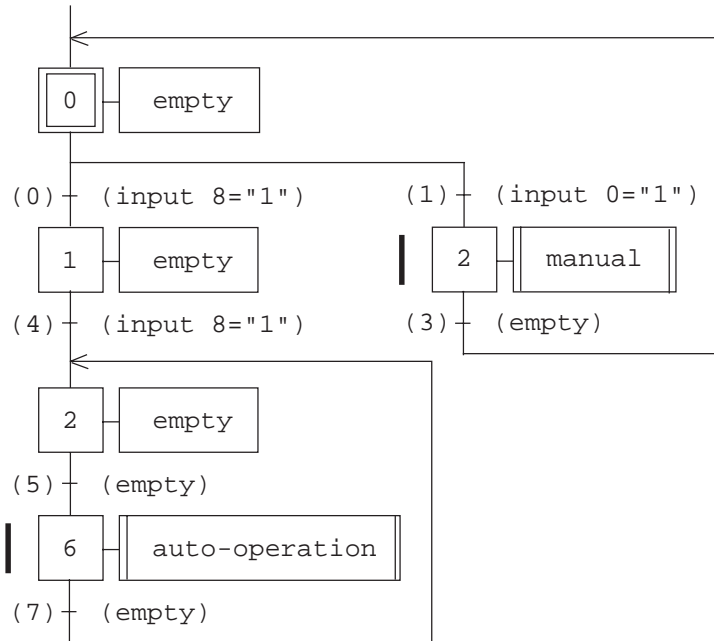 0 empty
(0) (input 8="1") (1) (input 0="1")
1 empty 2 manual
(4) (input 8="1") (3) (empty)
2 empty
(5) (empty)
6 auto-operation
(7) (empty)